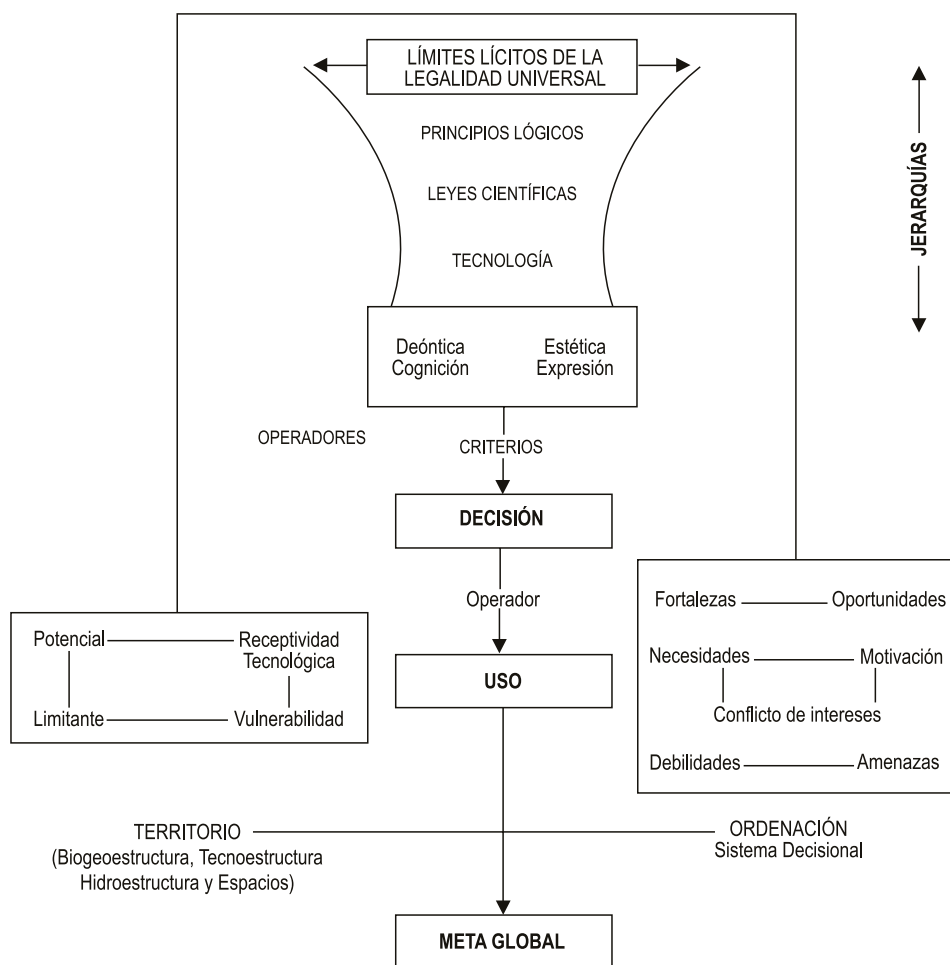 LÍMITES LÍCITOS DE LA
LEGALIDAD UNIVERSAL
PRINCIPIOS LÓGICOS
LEYES CIENTÍFICAS
TECNOLOGÍA
JERARQUÍAS
Deóntica
Cognición
Estética
Expresión
OPERADORES
CRITERIOS
DECISIÓN
Operador
USO
Potencial
Receptividad
Tecnológica
Limitante
Vulnerabilidad
Fortalezas
Oportunidades
Necesidades
Motivación
Conflicto de intereses
Debilidades
Amenazas
TERRITORIO
(Biogeoestructura, Tecnoestructura
Hidroestructura y Espacios)
ORDENACIÓN
Sistema Decisional
META GLOBAL